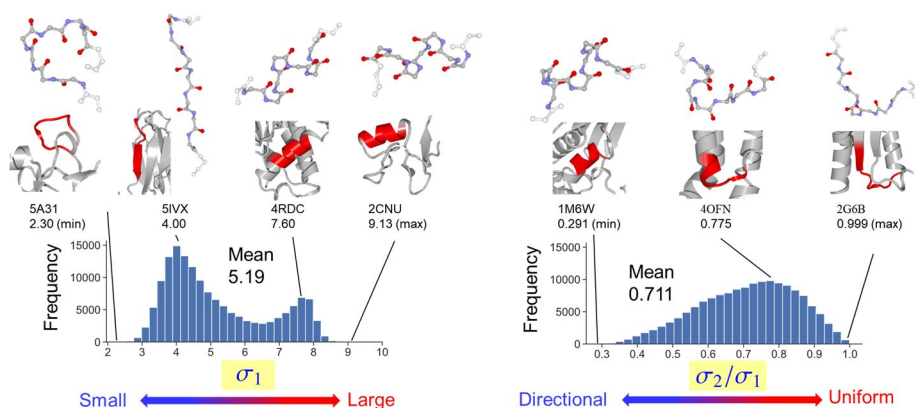 5A31
2.30 (min)
5IVX
4.00
4RDC
7.60
2CNU
9.13 (max)
Frequency
15000
10000
5000
0
Mean
5.19
2 3 4 5 6 7 8 9 10
σ1
Small
Large
1M6W
0.291 (min)
4OFN
0.775
2G6B
0.999 (max)
Frequency
15000
10000
5000
0
Mean
0.711
0.3 0.4 0.5 0.6 0.7 0.8 0.9 1.0
σ2/σ1
Directional
Uniform